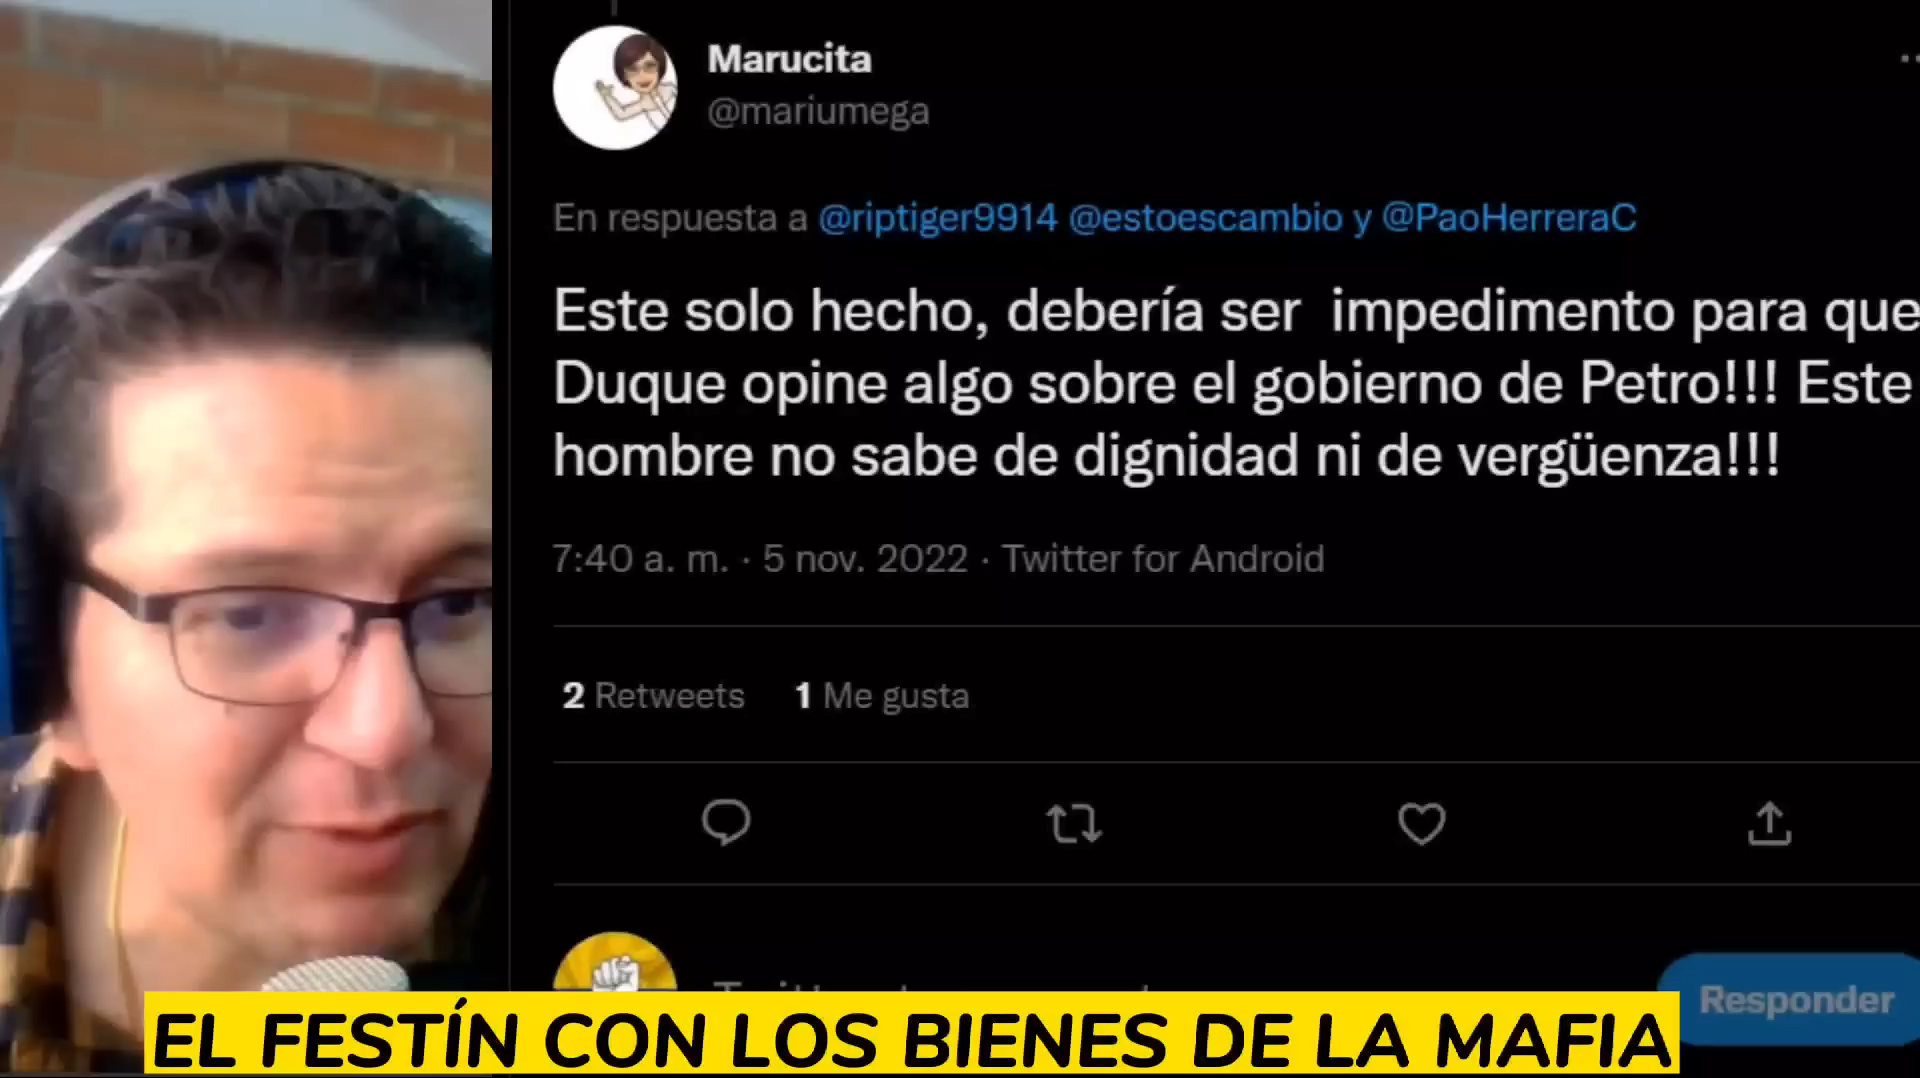 Marucita
@mariumega
En respuesta a @riptiger9914 @estoescambio y @PaoHerreraC
Este solo hecho, debería ser  impedimento para que
Duque opine algo sobre el gobierno de Petro!!! Este
hombre no sabe de dignidad ni de vergüenza!!!
7:40 a. m. · 5 nov. 2022 · Twitter for Android
2 Retweets 1 Me gusta
Responder
EL FESTÍN CON LOS BIENES DE LA MAFIA